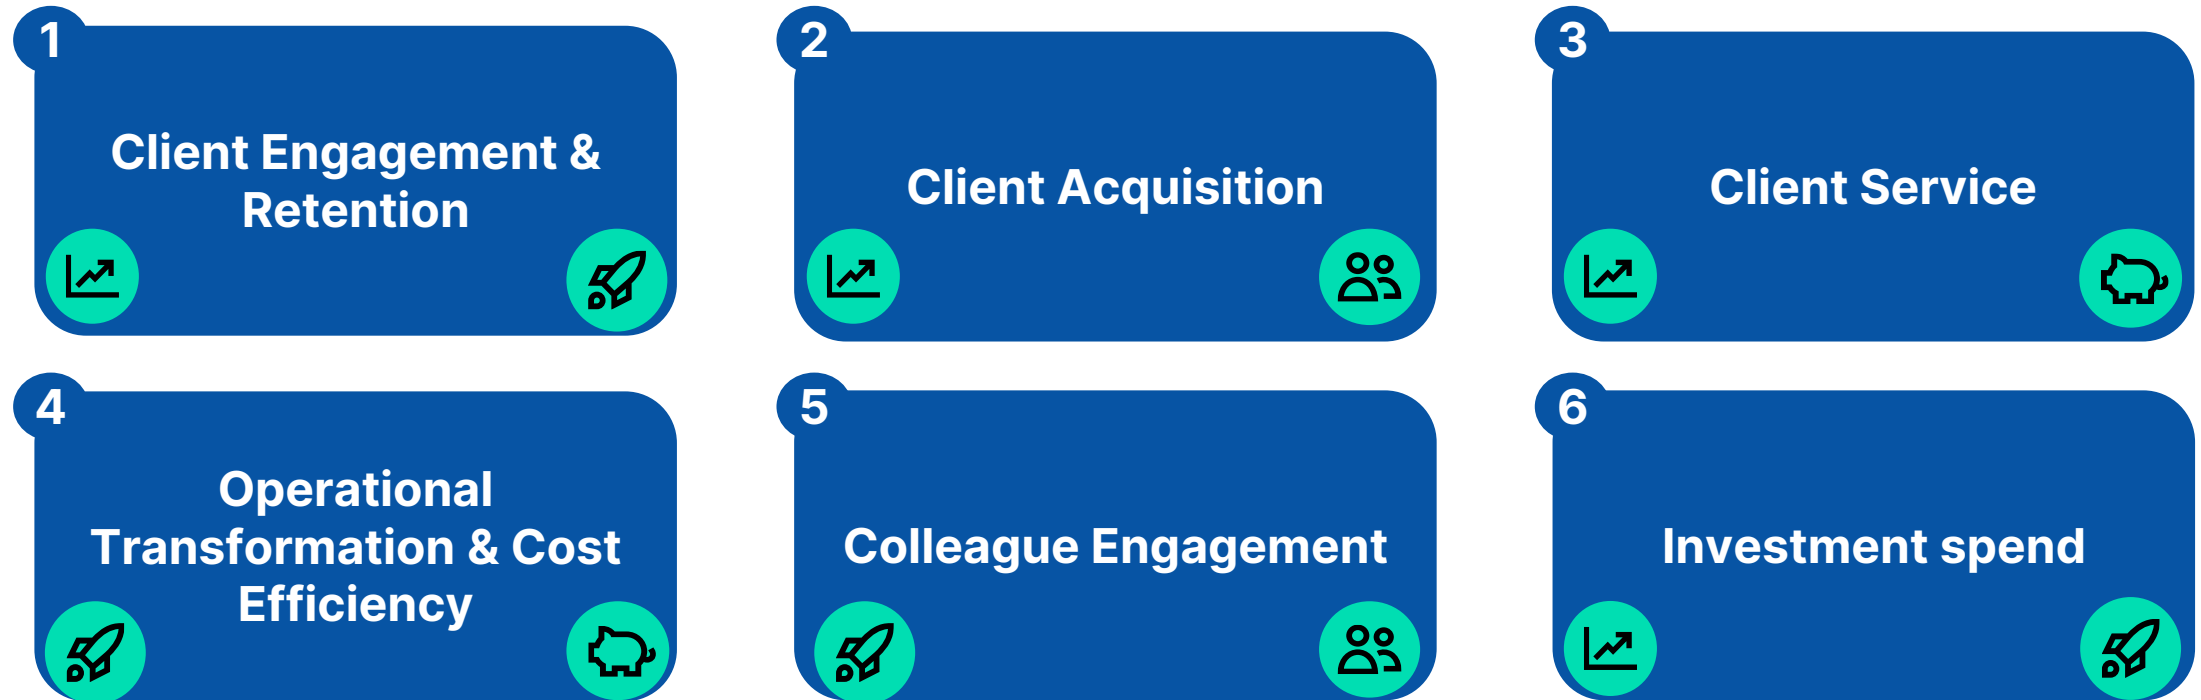 1
Client Engagement &
Retention
2
Client Acquisition
3
Client Service
4
Operational
Transformation & Cost
Efficiency
5
Colleague Engagement
6
Investment spend